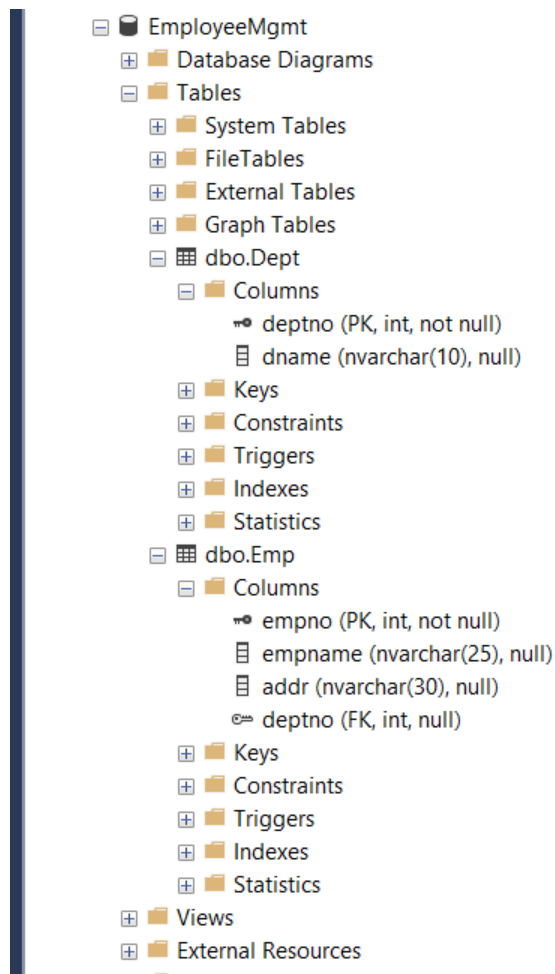 EmployeeMgmt
Database Diagrams
Tables
System Tables
FileTables
External Tables
Graph Tables
dbo.Dept
Columns
deptno (PK, int, not null)
dname (nvarchar(10), null)
Keys
Constraints
Triggers
Indexes
Statistics
dbo.Emp
Columns
empno (PK, int, not null)
empname (nvarchar(25), null)
addr (nvarchar(30), null)
deptno (FK, int, null)
Keys
Constraints
Triggers
Indexes
Statistics
Views
External Resources